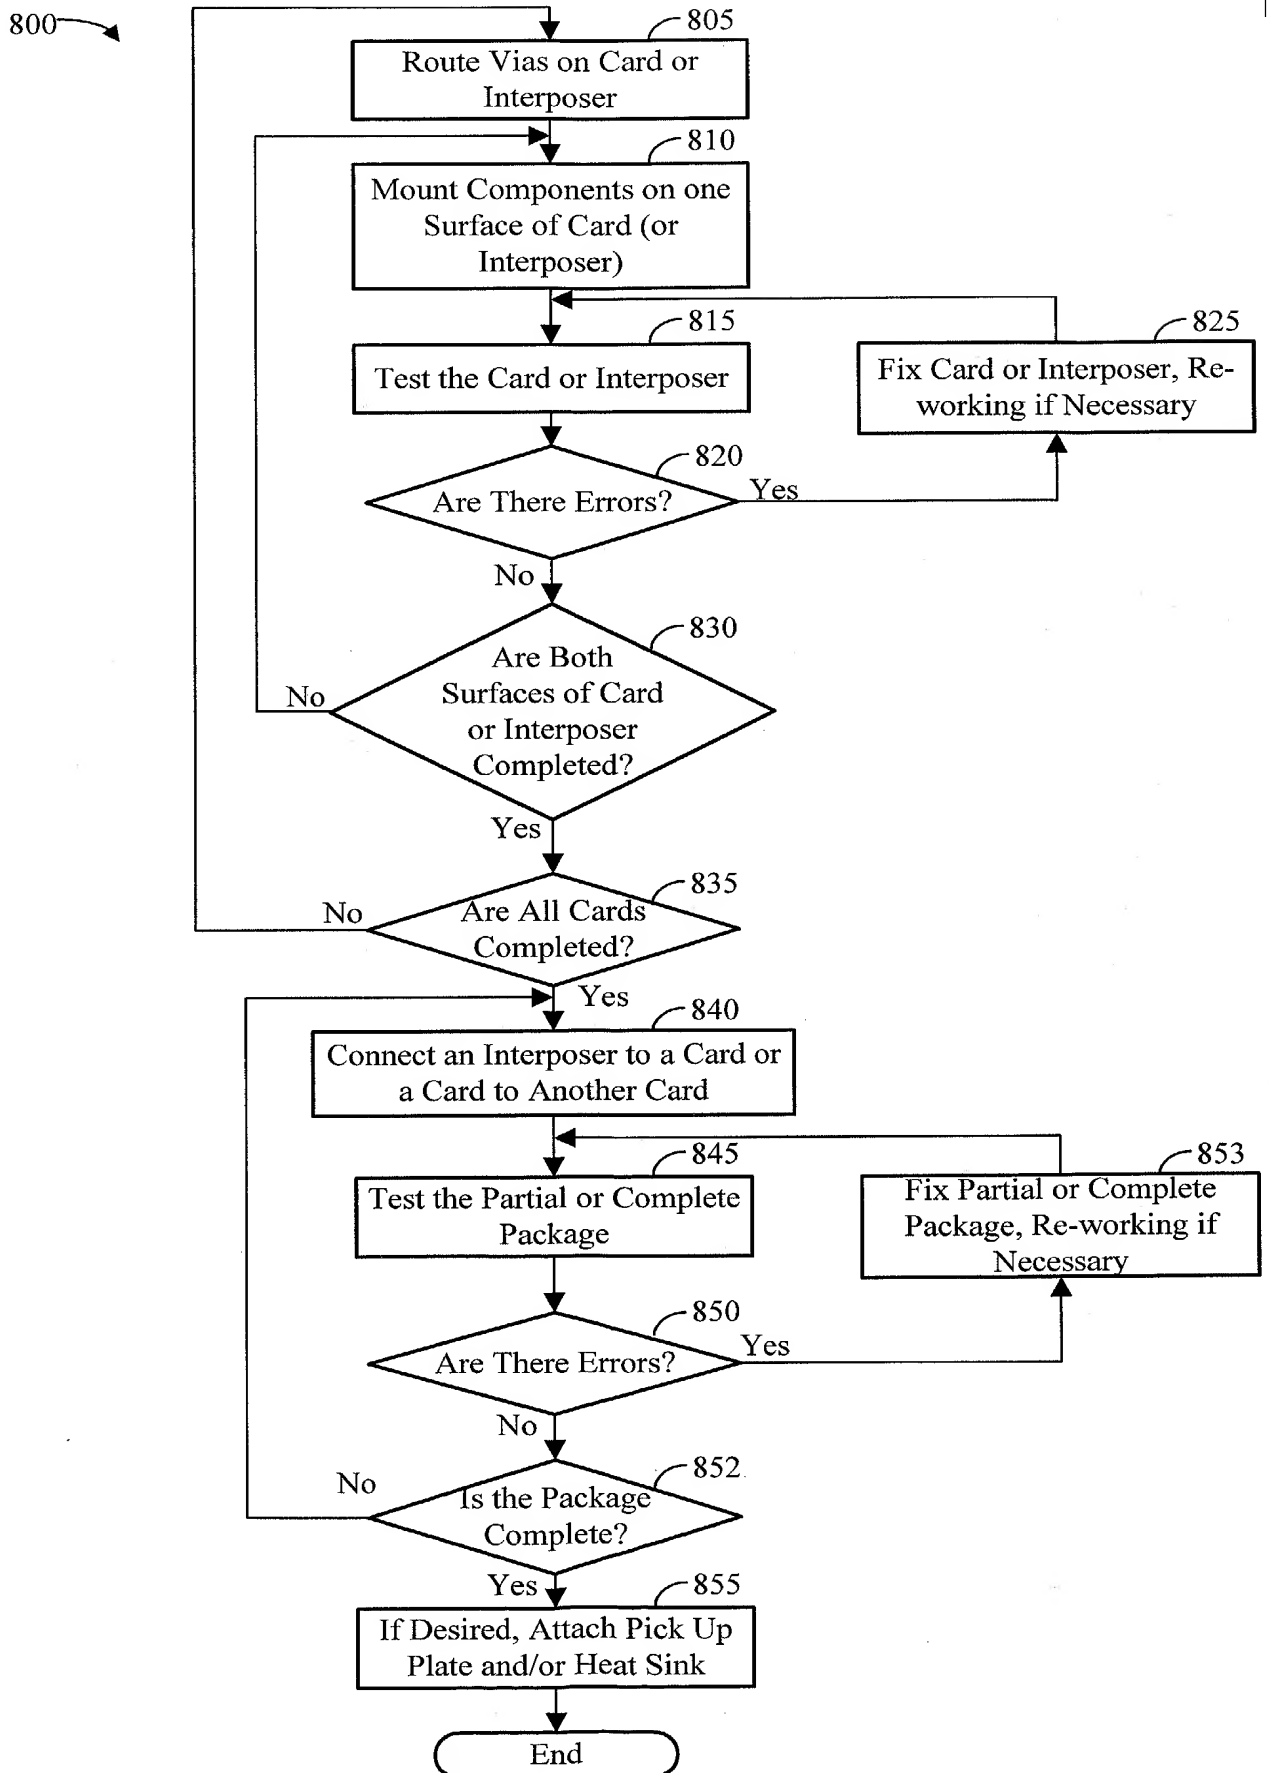 800
805
Route Vias on Card or
Interposer
810
Mount Components on one
Surface of Card (or
Interposer)
815
Test the Card or Interposer
825
Fix Card or Interposer, Re-
working if Necessary
820
Are There Errors?
Yes
No
830
Are Both
Surfaces of Card
or Interposer
Completed?
No
Yes
835
Are All Cards
Completed?
No
Yes
840
Connect an Interposer to a Card or
a Card to Another Card
845
Test the Partial or Complete
Package
853
Fix Partial or Complete
Package, Re-working if
Necessary
850
Are There Errors?
Yes
No
852
Is the Package
Complete?
No
Yes
855
If Desired, Attach Pick Up
Plate and/or Heat Sink
End